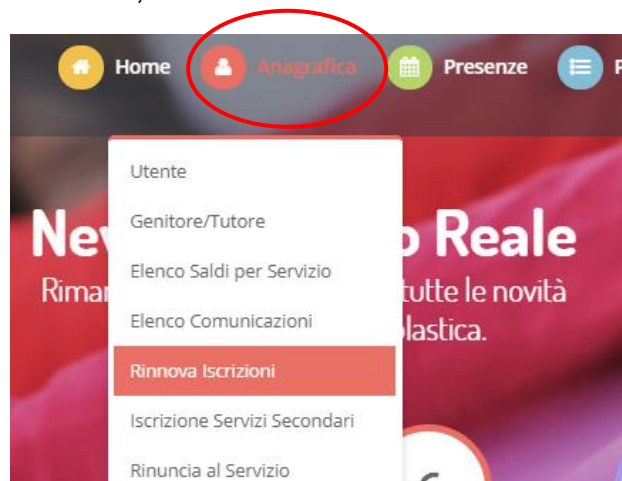 Home Anagrafica Presenze
Utente
Genitore/Tutore
Elenco Saldi per Servizio
Elenco Comunicazioni
Rinnova Iscrizioni
Iscrizione Servizi Secondari
Rinuncia al Servizio
Reale
tutte le novità